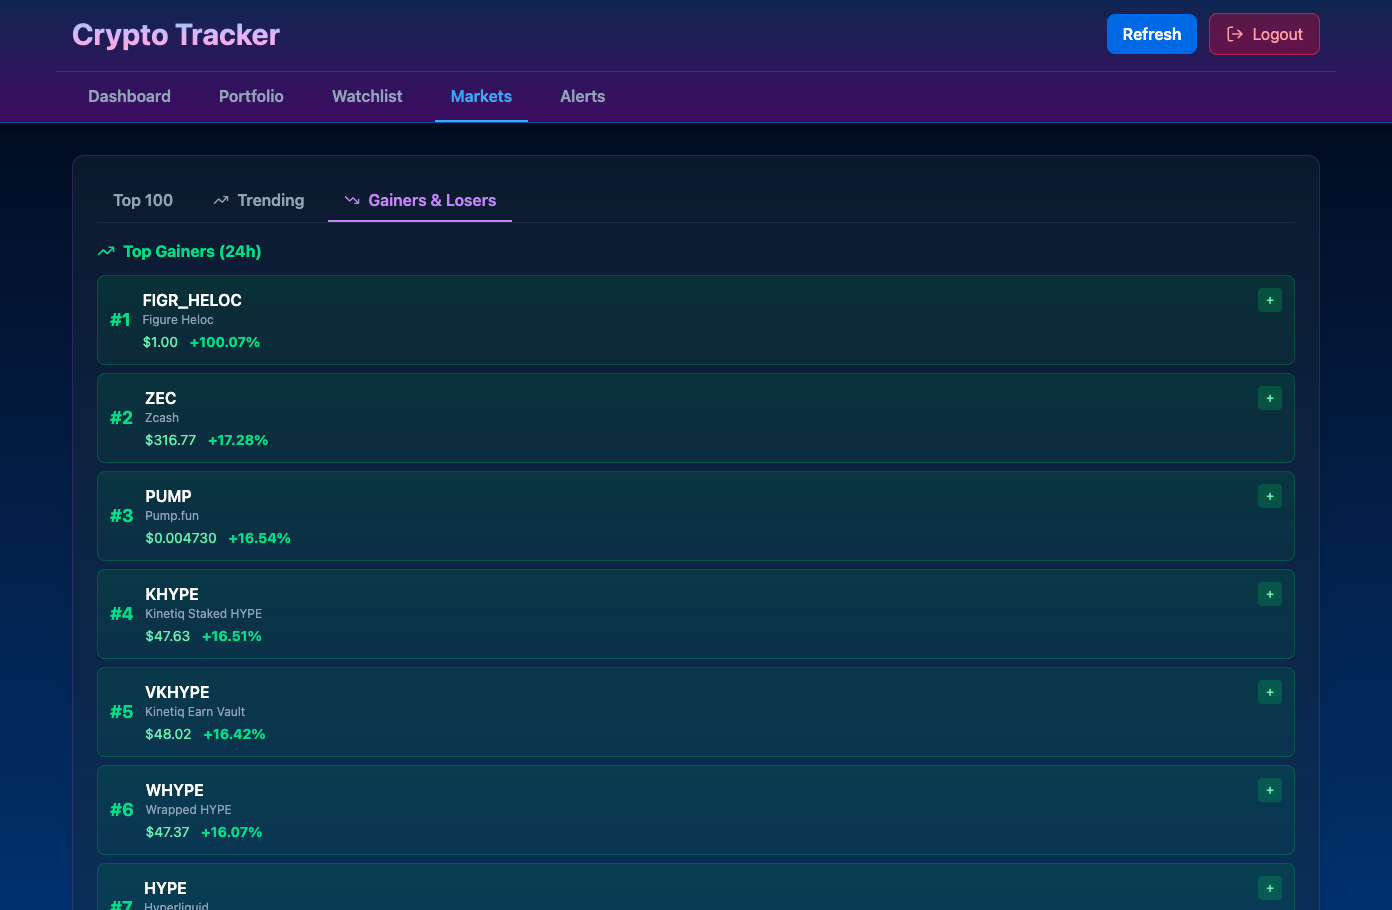 Crypto Tracker
Refresh
Logout
Dashboard
Portfolio
Watchlist
Markets
Alerts
Top 100
Trending
Gainers & Losers
Top Gainers (24h)
#1
FIGR_HELOC
Figure Heloc
$1.00 +100.07%
+
#2
ZEC
Zcash
$316.77 +17.28%
+
#3
PUMP
Pump.fun
$0.004730 +16.54%
+
#4
KHYPE
Kinetiq Staked HYPE
$47.63 +16.51%
+
#5
VKHYPE
Kinetiq Earn Vault
$48.02 +16.42%
+
#6
WHYPE
Wrapped HYPE
$47.37 +16.07%
+
#7
HYPE
Hyperliquid
+